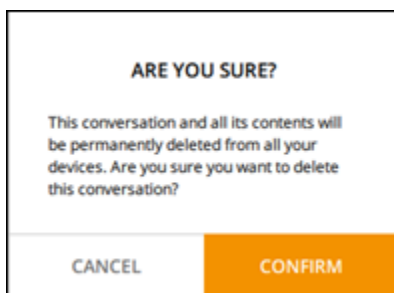 ARE YOU SURE?
This conversation and all its contents will
be permanently deleted from all your
devices. Are you sure you want to delete
this conversation?
CANCEL CONFIRM